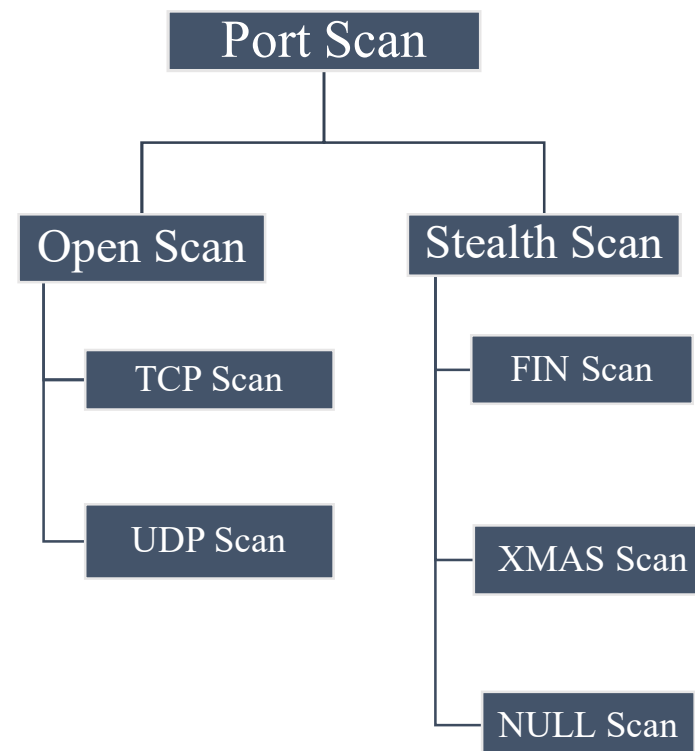 Port Scan
Open Scan
TCP Scan
UDP Scan
Stealth Scan
FIN Scan
XMAS Scan
NULL Scan